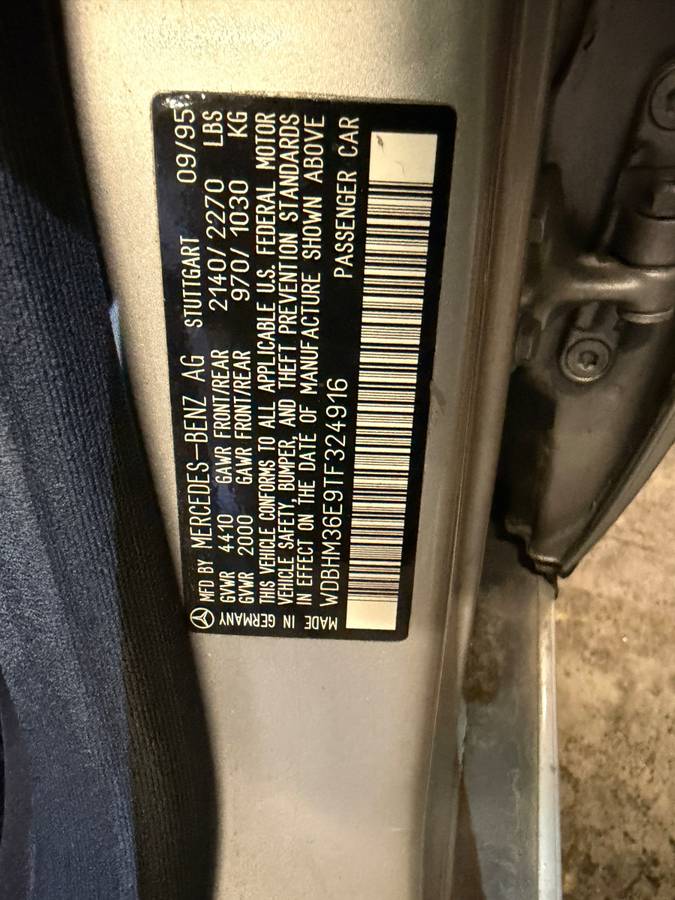 MFD BY MERCEDES-BENZ AG STUTTGART 09/95
GVWR 4410 GAWR FRONT/REAR 2140/2270 LBS
GVWR 2000 GAWR FRONT/REAR 970/1030 KG
THIS VEHICLE CONFORMS TO ALL APPLICABLE U.S. FEDERAL MOTOR
VEHICLE SAFETY, BUMPER, AND THEFT PREVENTION STANDARDS
IN EFFECT ON THE DATE OF MANUFACTURE SHOWN ABOVE
WDBHM36E9TF324916 PASSENGER CAR
MADE IN GERMANY